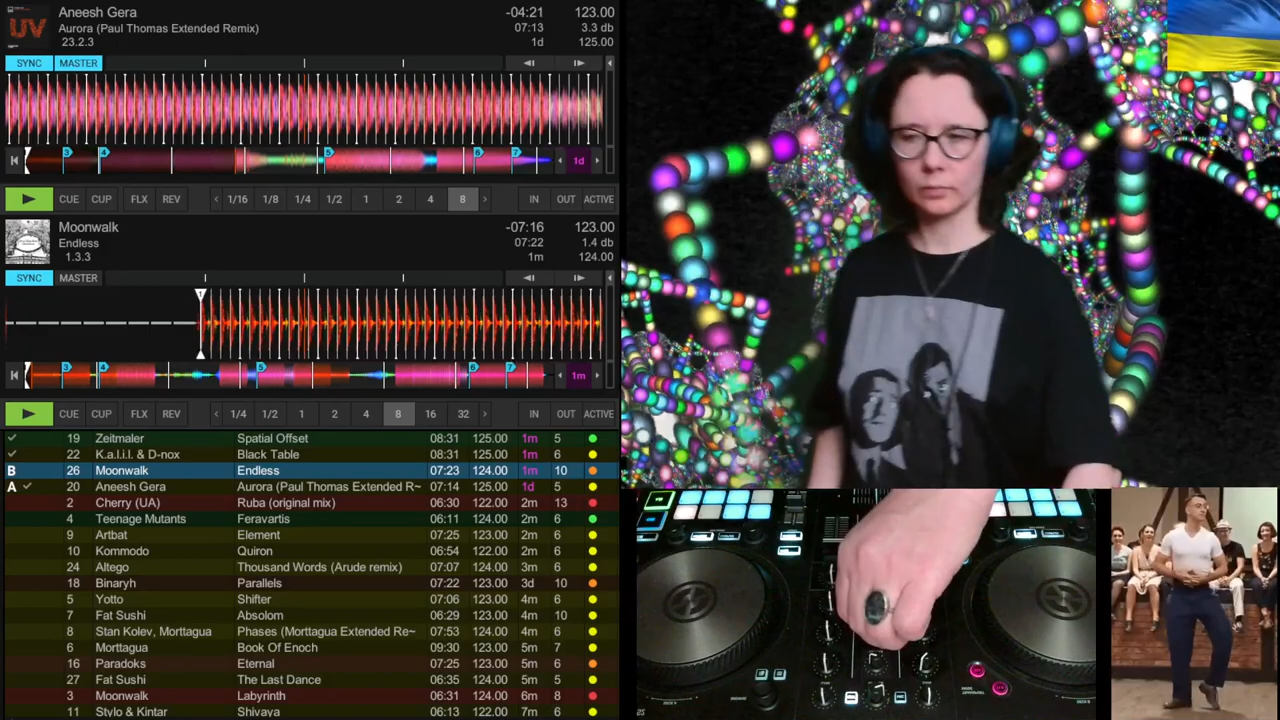 UV
Aneesh Gera -04:21 123.00
Aurora (Paul Thomas Extended Remix) 07:13 3.3 db
23.2.3 1d 125.00
SYNC MASTER
3 4 5 6 7 1d
CUE CUP FLX REV 1/16 1/8 1/4 1/2 1 2 4 8 IN OUT ACTIVE
Moonwalk -07:16 123.00
Endless 07:22 1.4 db
1.3.3 1m 124.00
SYNC MASTER
1
3 4 5 6 7 1m
CUE CUP FLX REV 1/4 1/2 1 2 4 8 16 32 IN OUT ACTIVE
19 Zeitmaler Spatial Offset 08:31 125.00 1m 5
22 K.a.l.i.l. & D-nox Black Table 08:31 125.00 1m 6
B 26 Moonwalk Endless 07:23 124.00 1m 10
A 20 Aneesh Gera Aurora (Paul Thomas Extended R~ 07:14 125.00 1d 5
2 Cherry (UA) Ruba (original mix) 06:30 122.00 2m 13
4 Teenage Mutants Feravartis 06:11 124.00 2m 6
9 Artbat Element 07:25 123.00 2m 6
10 Kommodo Quiron 06:54 122.00 2m 6
24 Altego Thousand Words (Arude remix) 07:07 124.00 3m 6
18 Binaryh Parallels 07:22 123.00 3d 10
5 Yotto Shifter 07:06 123.00 4m 6
7 Fat Sushi Absolom 06:29 123.00 4m 10
8 Stan Kolev, Morttagua Phases (Morttagua Extended Re~ 07:53 124.00 4m 6
6 Morttagua Book Of Enoch 09:30 123.00 5m 7
16 Paradoks Eternal 07:25 123.00 5m 6
27 Fat Sushi The Last Dance 06:35 124.00 5m 5
3 Moonwalk Labyrinth 06:31 124.00 6m 8
11 Stylo & Kintar Shivaya 06:13 122.00 7m 6